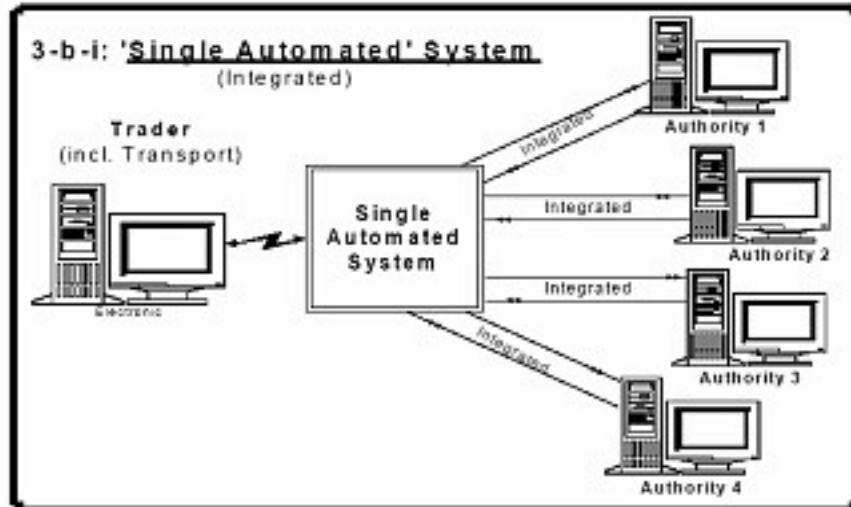 3-b-i: 'Single Automated' System
(Integrated)
Trader
(incl. Transport)
Electronic
Single
Automated
System
Integrated
Integrated
Integrated
Integrated
Authority 1
Authority 2
Authority 3
Authority 4